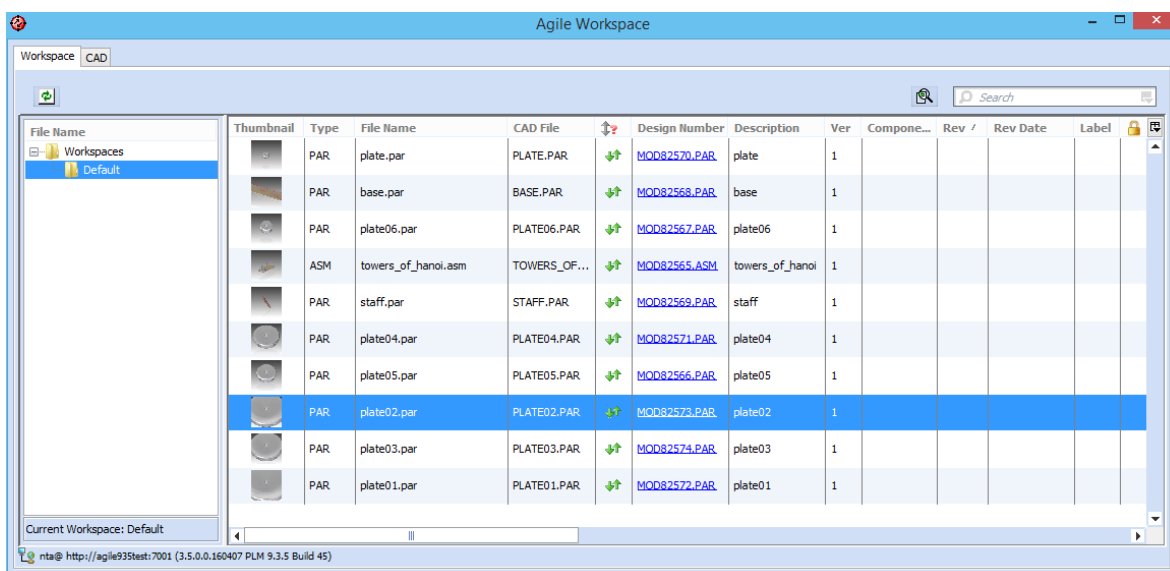 Agile Workspace
Workspace CAD
Search
File Name
Workspaces
Default
Thumbnail Type File Name CAD File Design Number Description Ver Compone... Rev Rev Date Label
PAR plate.par PLATE.PAR MOD82570.PAR plate 1
PAR base.par BASE.PAR MOD82568.PAR base 1
PAR plate06.par PLATE06.PAR MOD82567.PAR plate06 1
ASM towers_of_hanoi.asm TOWERS_OF... MOD82565.ASM towers_of_hanoi 1
PAR staff.par STAFF.PAR MOD82569.PAR staff 1
PAR plate04.par PLATE04.PAR MOD82571.PAR plate04 1
PAR plate05.par PLATE05.PAR MOD82566.PAR plate05 1
PAR plate02.par PLATE02.PAR MOD82573.PAR plate02 1
PAR plate03.par PLATE03.PAR MOD82574.PAR plate03 1
PAR plate01.par PLATE01.PAR MOD82572.PAR plate01 1
Current Workspace: Default
nta@ http://agile935test:7001 (3.5.0.0.160407 PLM 9.3.5 Build 45)